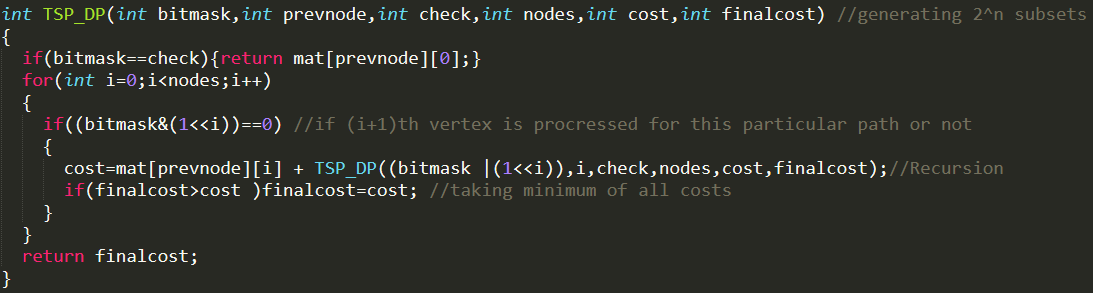 int TSP_DP(int bitmask,int prevnode,int check,int nodes,int cost,int finalcost) //generating 2^n subsets
{
  if(bitmask==check){return mat[prevnode][0];}
  for(int i=0;i<nodes;i++)
  {
    if((bitmask&(1<<i))==0) //if (i+1)th vertex is procressed for this particular path or not
    {
      cost=mat[prevnode][i] + TSP_DP((bitmask |(1<<i)),i,check,nodes,cost,finalcost);//Recursion
      if(finalcost>cost )finalcost=cost; //taking minimum of all costs
    }
  }
  return finalcost;
}